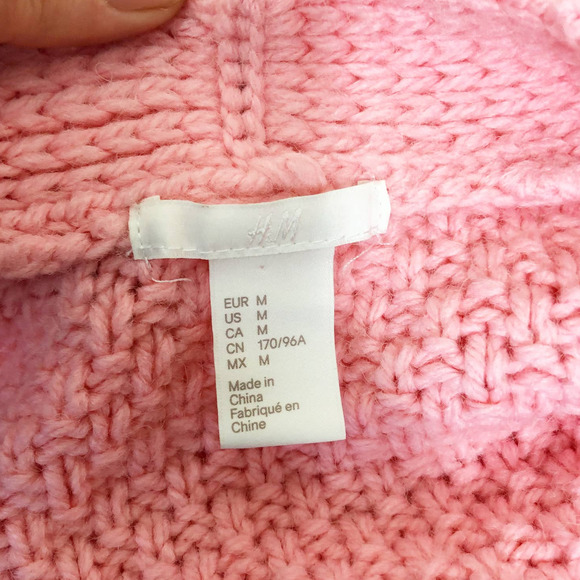 H&M
EUR M
US M
CA M
CN 170/96A
MX M
Made in
China
Fabriqué en
Chine